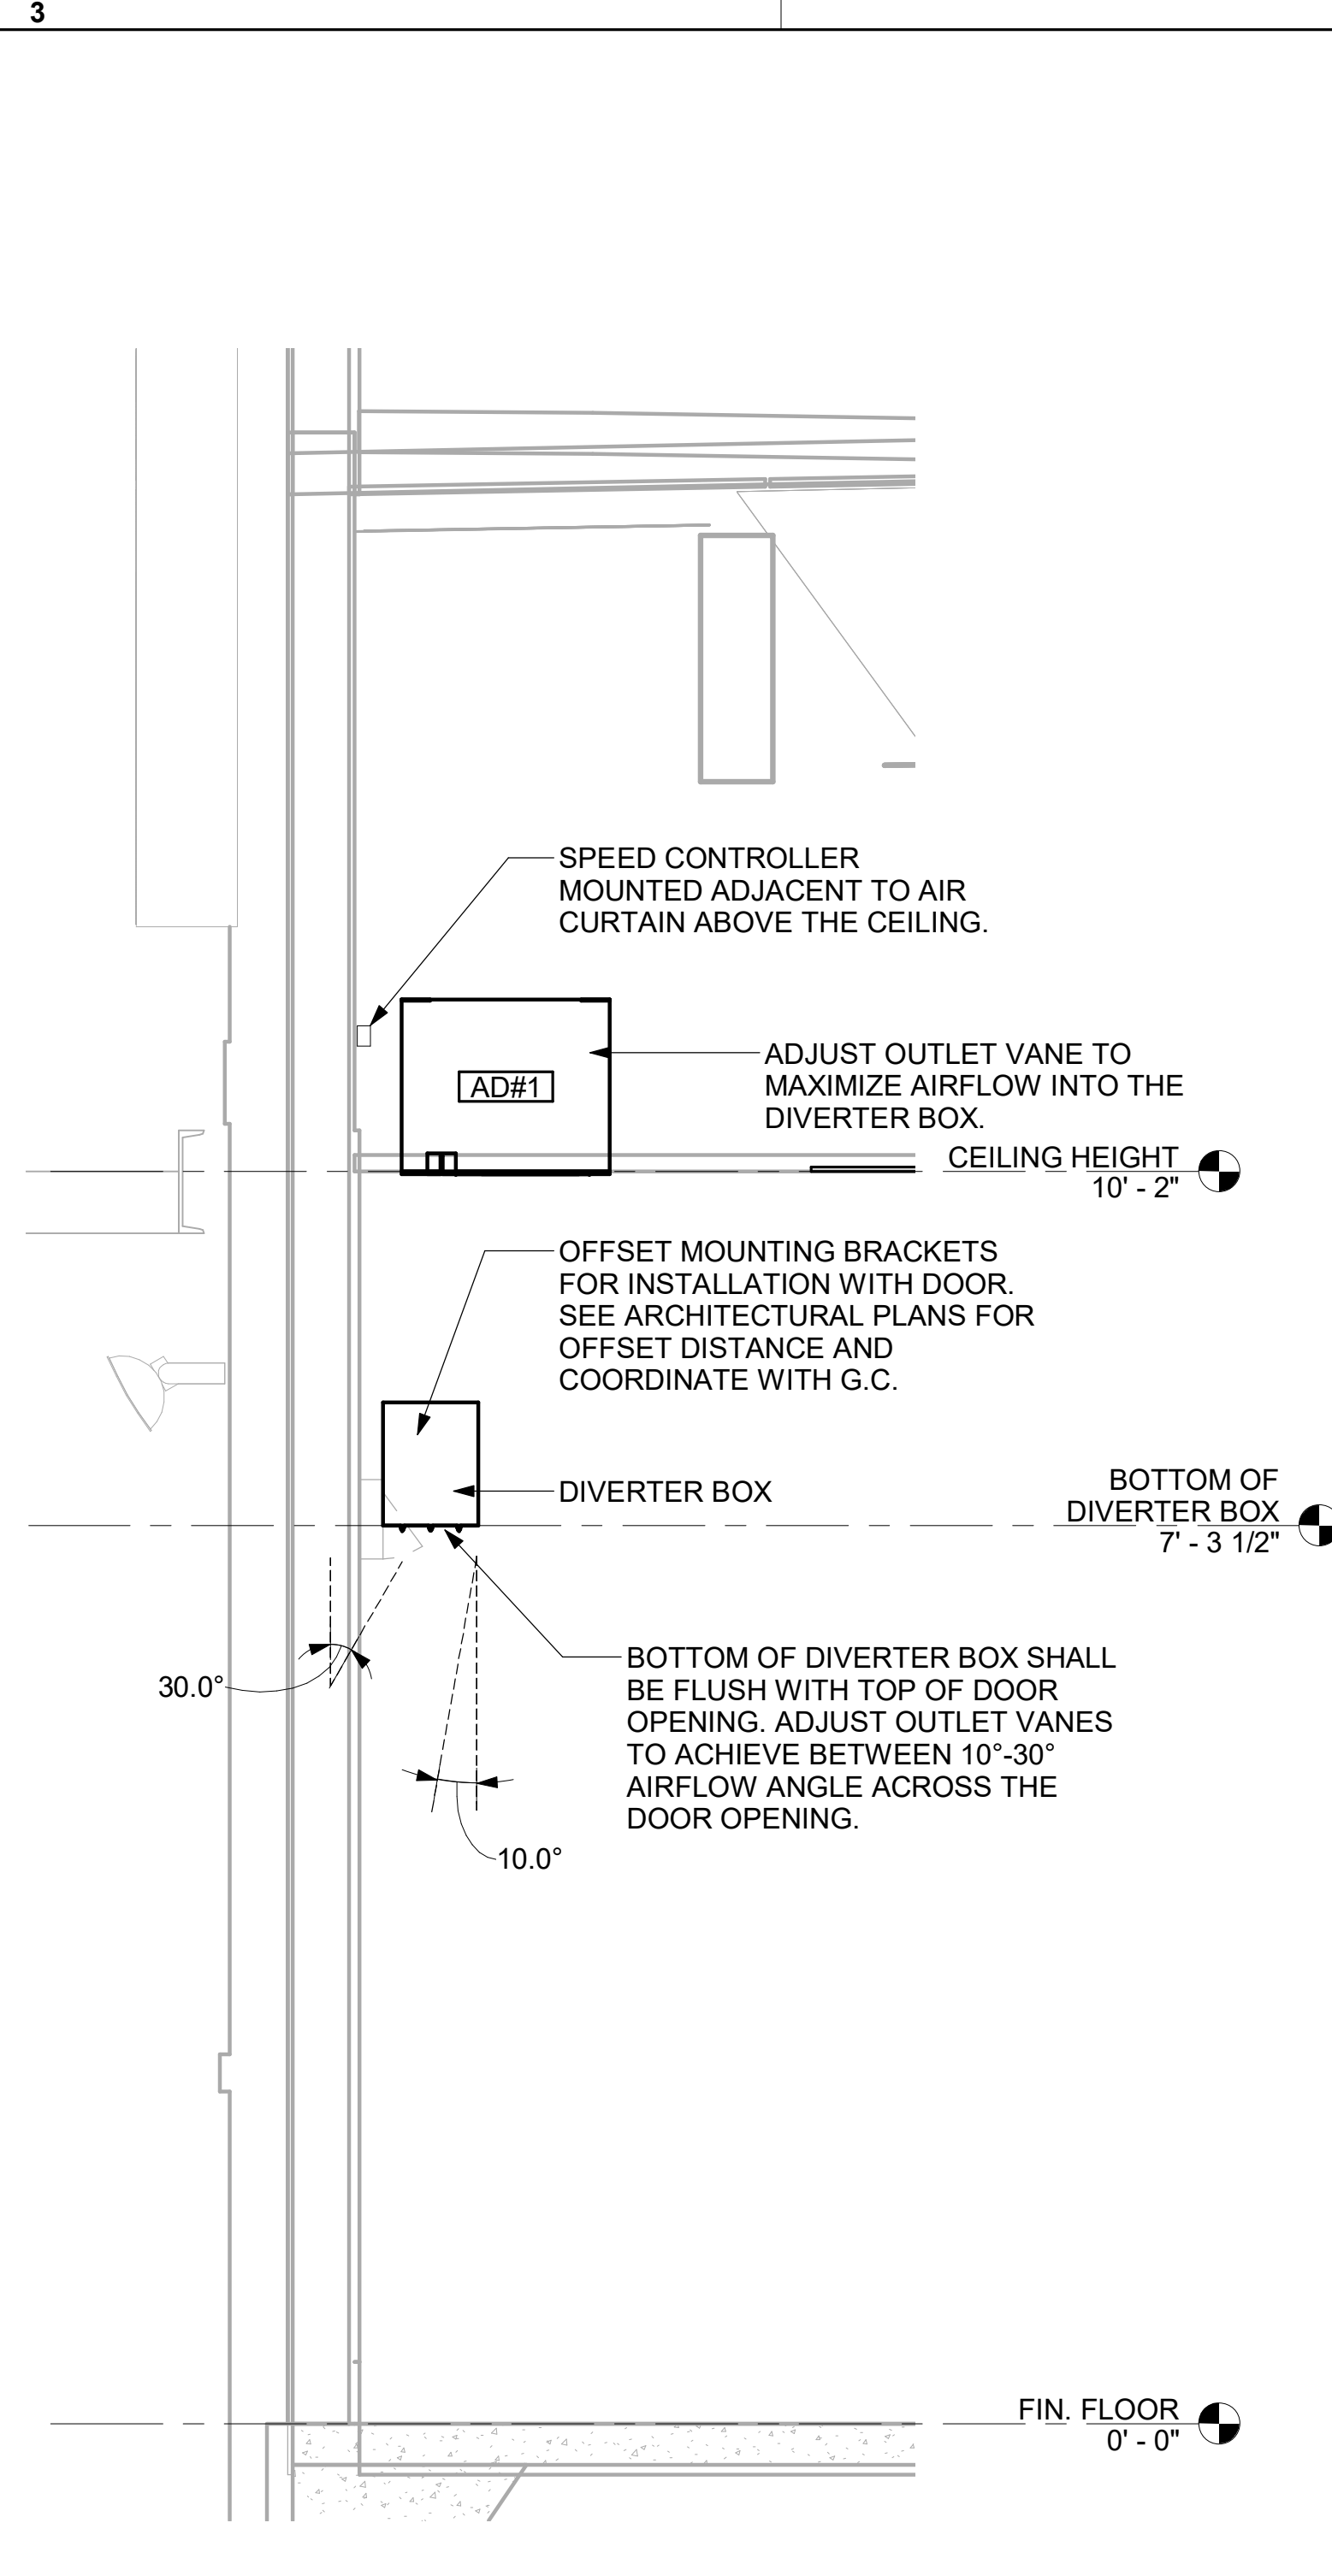 3
SPEED CONTROLLER
MOUNTED ADJACENT TO AIR
CURTAIN ABOVE THE CEILING.
AD#1
ADJUST OUTLET VANE TO
MAXIMIZE AIRFLOW INTO THE
DIVERTER BOX.
CEILING HEIGHT
10' - 2"
OFFSET MOUNTING BRACKETS
FOR INSTALLATION WITH DOOR.
SEE ARCHITECTURAL PLANS FOR
OFFSET DISTANCE AND
COORDINATE WITH G.C.
DIVERTER BOX
BOTTOM OF
DIVERTER BOX
7' - 3 1/2"
30.0°
BOTTOM OF DIVERTER BOX SHALL
BE FLUSH WITH TOP OF DOOR
OPENING. ADJUST OUTLET VANES
TO ACHIEVE BETWEEN 10°-30°
AIRFLOW ANGLE ACROSS THE
DOOR OPENING.
10.0°
FIN. FLOOR
0' - 0"